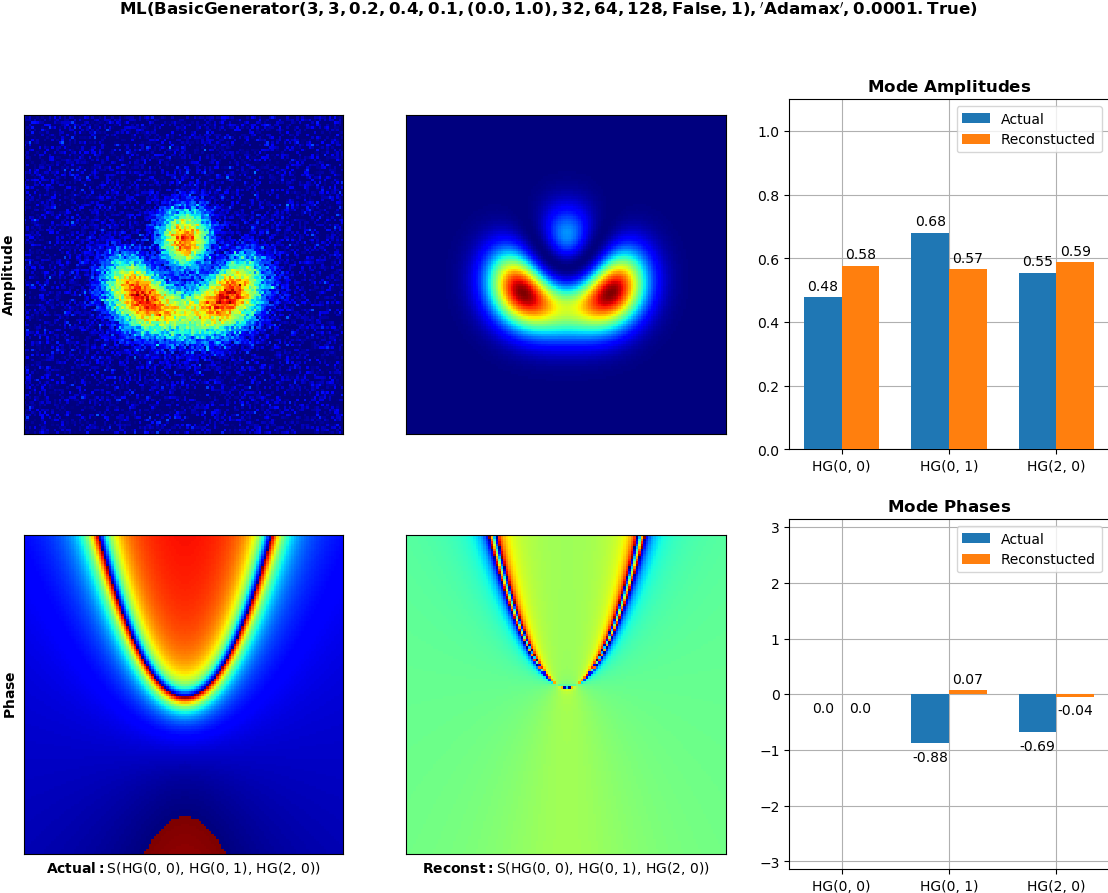 ML(BasicGenerator(3, 3, 0.2, 0.4, 0.1, (0.0, 1.0), 32, 64, 128, False, 1), ′Adamax′, 0.0001. True)
Amplitude
Mode Amplitudes
Actual
Reconstucted
1.0
0.8
0.6
0.4
0.2
0.0
0.48
0.58
0.68
0.57
0.55
0.59
HG(0, 0)
HG(0, 1)
HG(2, 0)
Phase
Actual: S(HG(0, 0), HG(0, 1), HG(2, 0))
Reconst: S(HG(0, 0), HG(0, 1), HG(2, 0))
Mode Phases
Actual
Reconstucted
3
2
1
0
−1
−2
−3
0.0
0.0
-0.88
0.07
-0.69
-0.04
HG(0, 0)
HG(0, 1)
HG(2, 0)